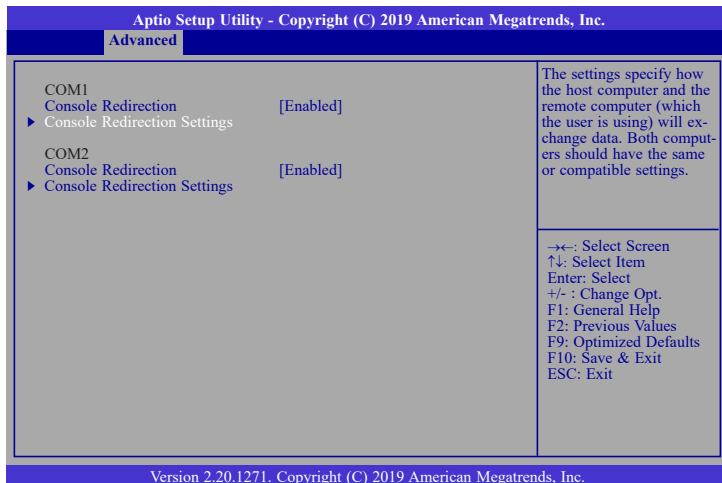 Aptio Setup Utility - Copyright (C) 2019 American Megatrends, Inc.
Advanced
COM1
Console Redirection [Enabled]
Console Redirection Settings
COM2
Console Redirection [Enabled]
Console Redirection Settings
The settings specify how
the host computer and the
remote computer (which
the user is using) will ex-
change data. Both comput-
ers should have the same
or compatible settings.
→←: Select Screen
↑↓: Select Item
Enter: Select
+/- : Change Opt.
F1: General Help
F2: Previous Values
F9: Optimized Defaults
F10: Save & Exit
ESC: Exit
Version 2.20.1271. Copyright (C) 2019 American Megatrends, Inc.